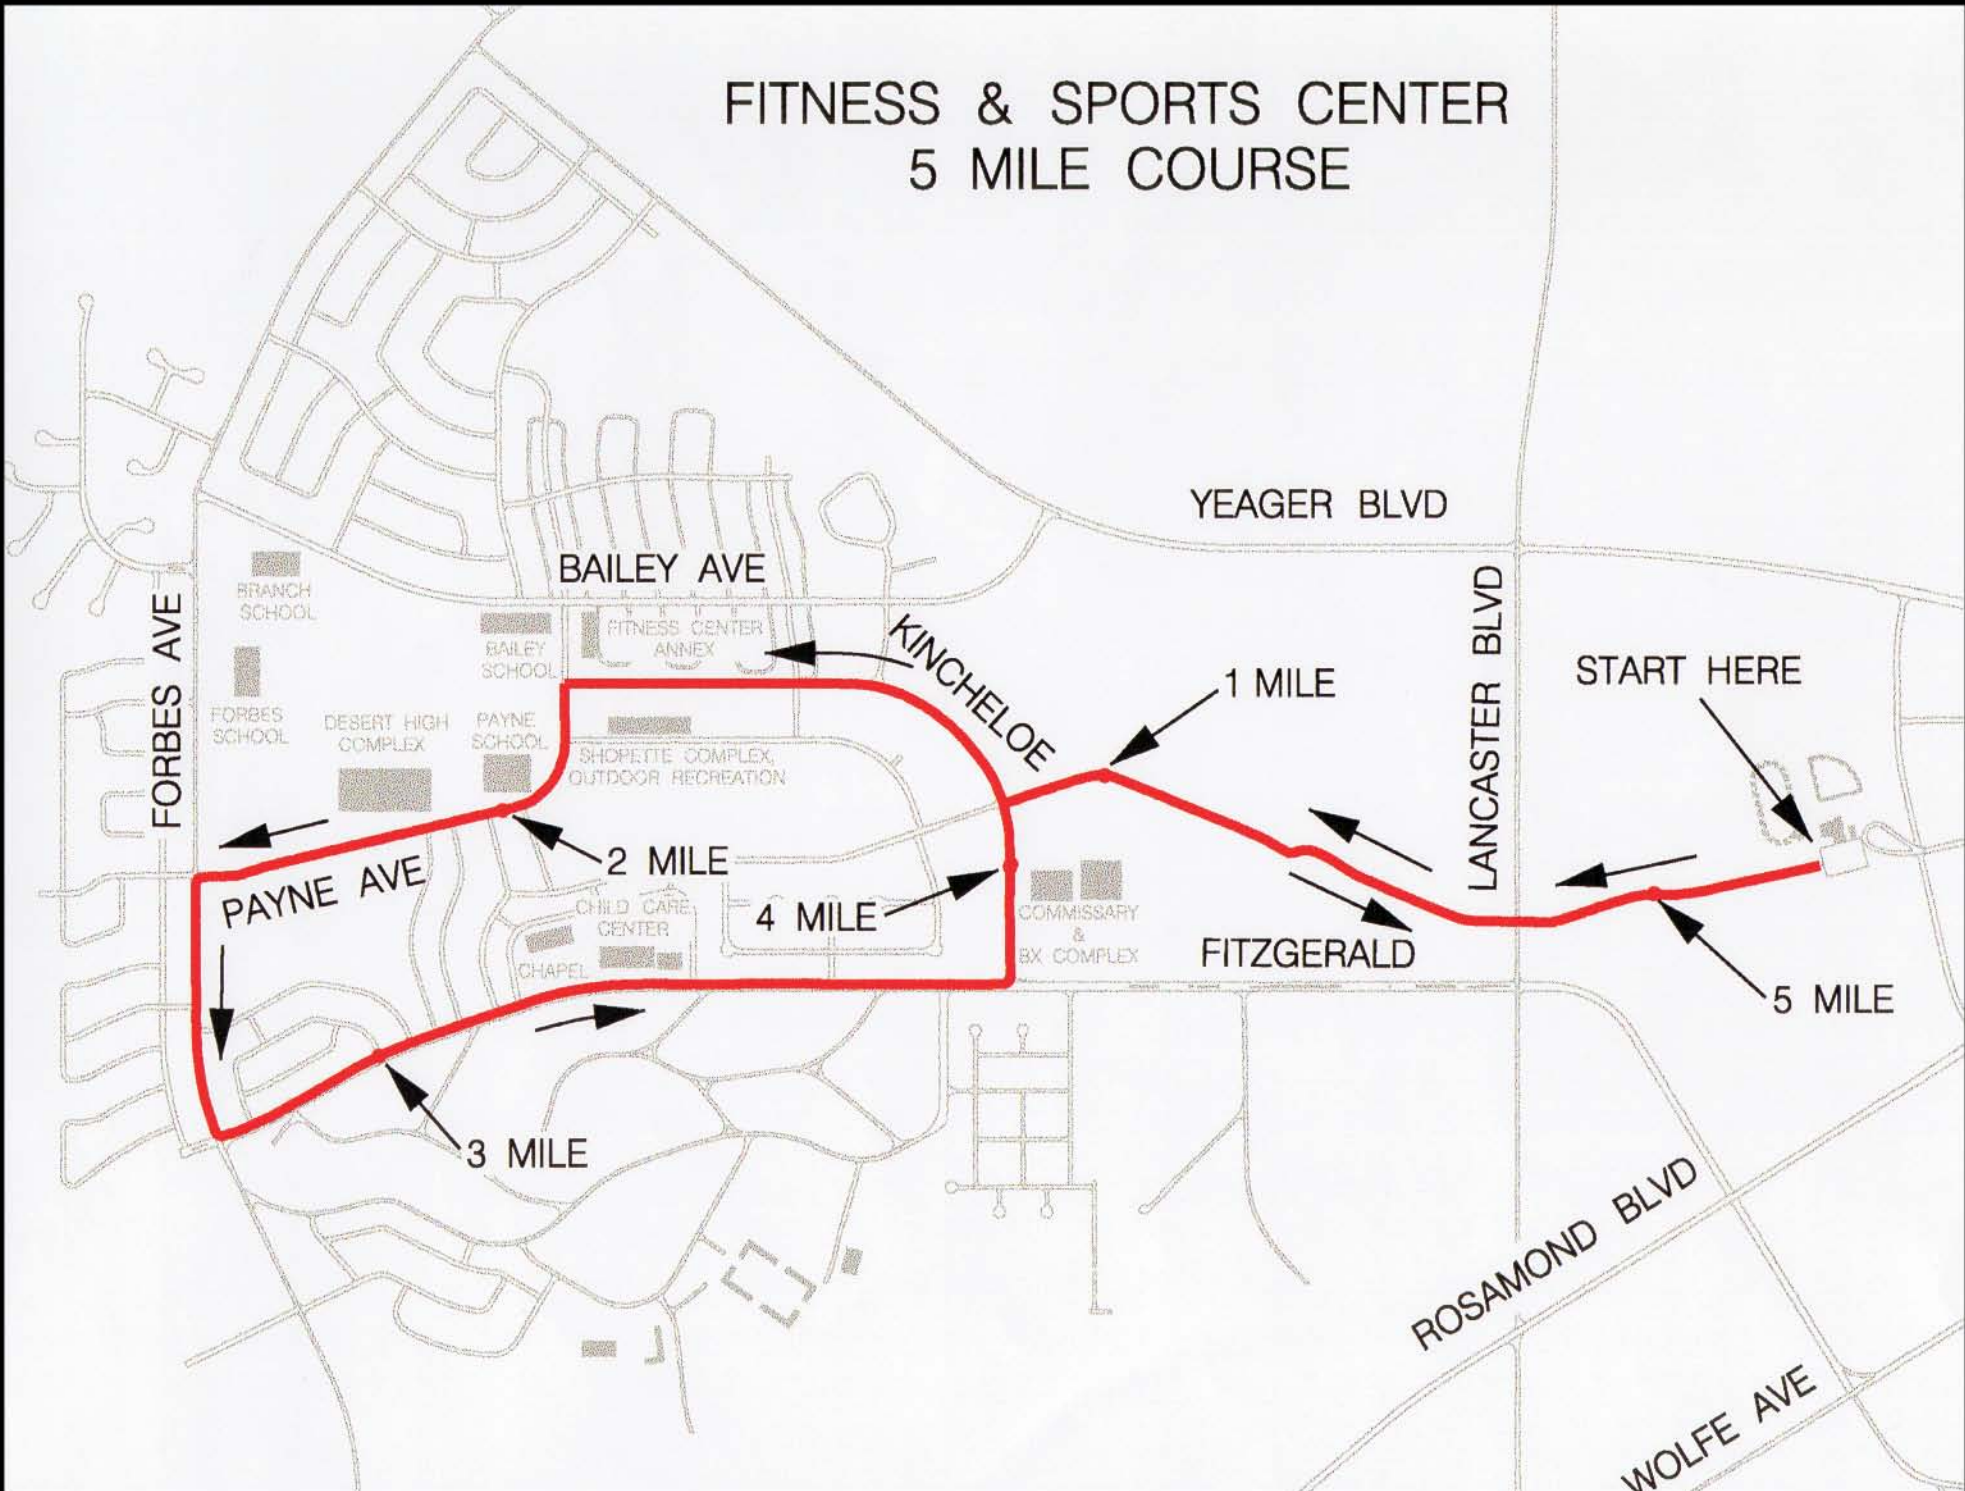 FITNESS & SPORTS CENTER
5 MILE COURSE
YEAGER BLVD
BAILEY AVE
BRANCH
SCHOOL
FITNESS CENTER
ANNEX
BAILEY
SCHOOL
KINCHELOE
FORBES AVE
LANCASTER BLVD
START HERE
1 MILE
FORBES
SCHOOL
DESERT HIGH
COMPLEX
PAYNE
SCHOOL
SHOPETTE COMPLEX,
OUTDOOR RECREATION
2 MILE
PAYNE AVE
CHILD CARE
CENTER
4 MILE
COMMISSARY
&
BX COMPLEX
CHAPEL
FITZGERALD
5 MILE
3 MILE
ROSAMOND BLVD
WOLFE AVE